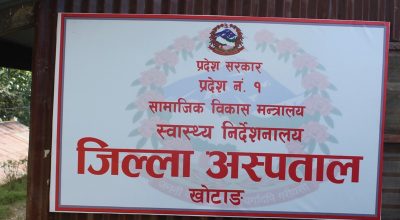 प्रदेश सरकार
प्रदेश नं. १
सामाजिक विकास मन्त्रालय
स्वास्थ्य निर्देशनालय
जिल्ला अस्पताल
खोटाङ